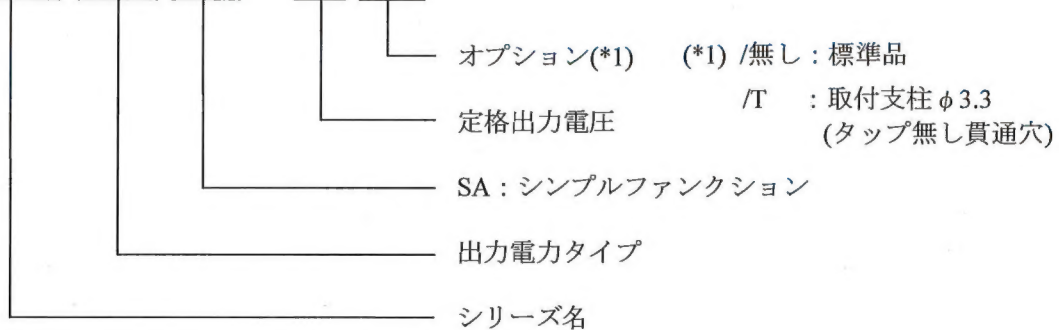 オプション(*1) (*1) /無し : 標準品
/T : 取付支柱φ3.3
(タップ無し貫通穴)
定格出力電圧
SA : シンプルファンクション
出力電力タイプ
シリーズ名